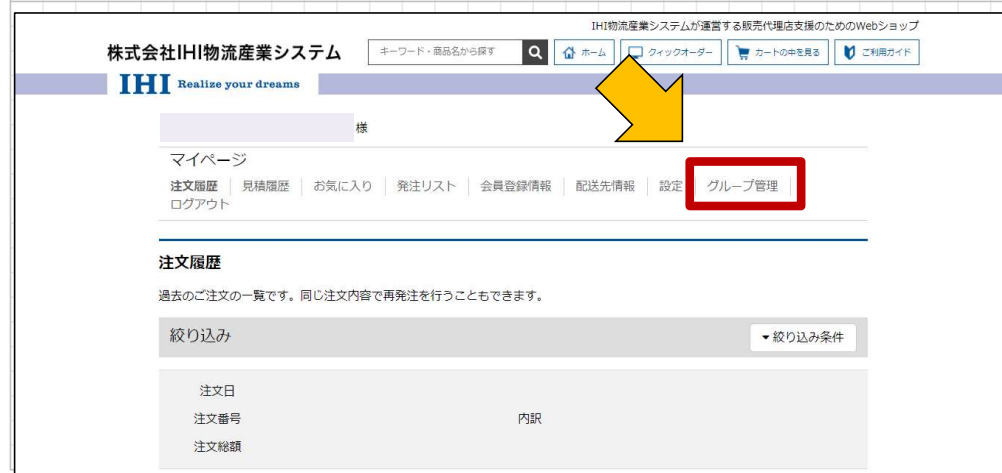 IHI物流産業システムが運営する販売代理店支援のためのWebショップ
株式会社IHI物流産業システム
キーワード・商品名から探す
ホーム
クィックオーダー
カートの中を見る
ご利用ガイド
IHI Realize your dreams
様
マイページ
注文履歴 見積履歴 お気に入り 発注リスト 会員登録情報 配送先情報 設定 グループ管理
ログアウト
注文履歴
過去のご注文の一覧です。同じ注文内容で再発注を行うこともできます。
絞り込み ▼絞り込み条件
注文日
注文番号 内訳
注文総額